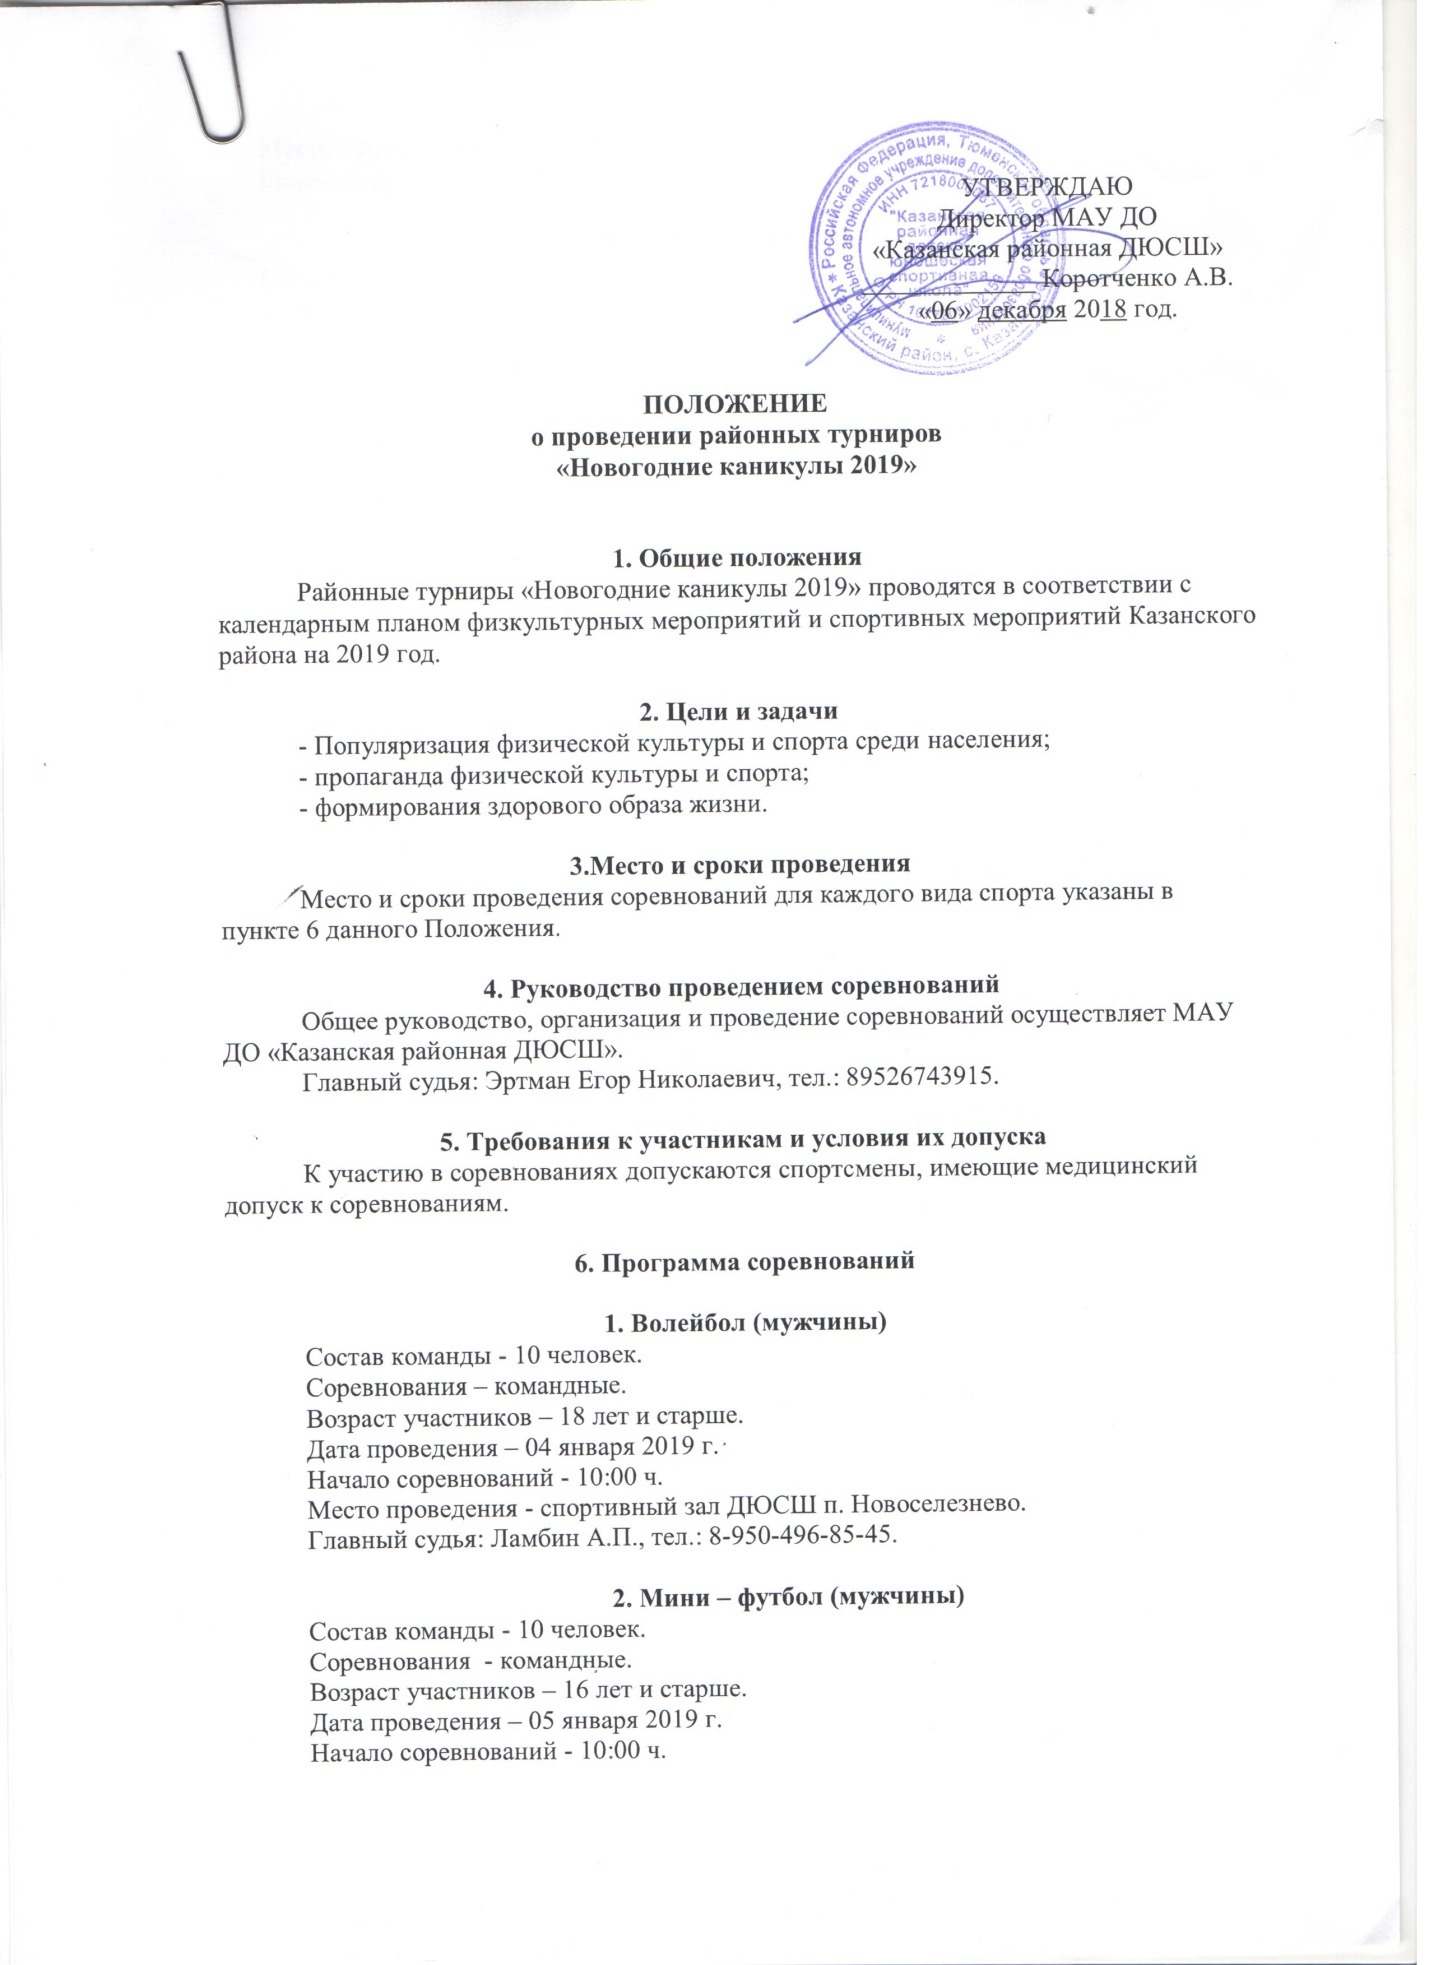 УТВЕРЖДАЮ
Директор МАУ ДО
«Казанская районная ДЮСШ»
Коротченко А.В.
«06» декабря 2018 год.
ПОЛОЖЕНИЕ
о проведении районных турниров
«Новогодние каникулы 2019»
1. Общие положения
Районные турниры «Новогодние каникулы 2019» проводятся в соответствии с
календарным планом физкультурных мероприятий и спортивных мероприятий Казанского
района на 2019 год.
2. Цели и задачи
- Популяризация физической культуры и спорта среди населения;
- пропаганда физической культуры и спорта;
- формирования здорового образа жизни.
3.Место и сроки проведения
Место и сроки проведения соревнований для каждого вида спорта указаны в
пункте 6 данного Положения.
4. Руководство проведением соревнований
Общее руководство, организация и проведение соревнований осуществляет МАУ
ДО «Казанская районная ДЮСШ».
Главный судья: Эртман Егор Николаевич, тел.: 89526743915.
5. Требования к участникам и условия их допуска
К участию в соревнованиях допускаются спортсмены, имеющие медицинский
допуск к соревнованиям.
6. Программа соревнований
1. Волейбол (мужчины)
Состав команды - 10 человек.
Соревнования – командные.
Возраст участников – 18 лет и старше.
Дата проведения – 04 января 2019 г.
Начало соревнований - 10:00 ч.
Место проведения - спортивный зал ДЮСШ п. Новоселезнево.
Главный судья: Ламбин А.П., тел.: 8-950-496-85-45.
2. Мини – футбол (мужчины)
Состав команды - 10 человек.
Соревнования - командные.
Возраст участников – 16 лет и старше.
Дата проведения – 05 января 2019 г.
Начало соревнований - 10:00 ч.
Российская Федерация,
"Казанская
районная
юношеская
спортивная
школа"